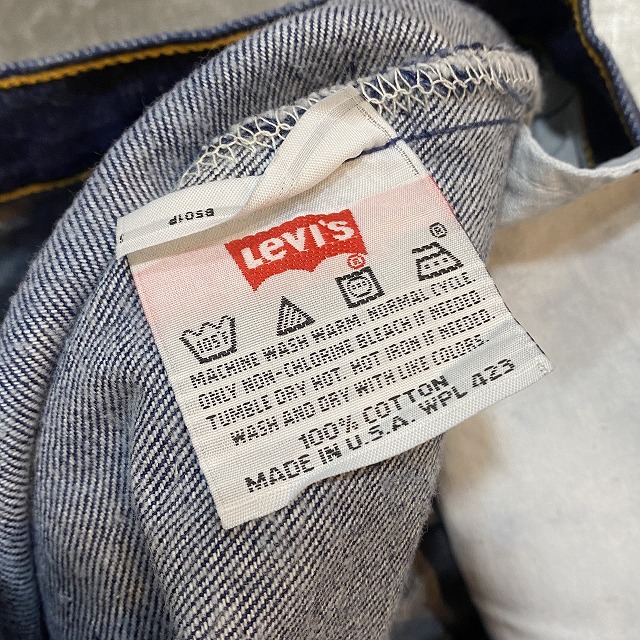 B501P
Levi's
®
MACHINE WASH WARM, NORMAL CYCLE
ONLY NON-CHLORINE BLEACH IF NEEDED
TUMBLE DRY HOT. HOT IRON IF NEEDED.
WASH AND DRY WITH LIKE COLORS.
100% COTTON
MADE IN U.S.A. WPL 423